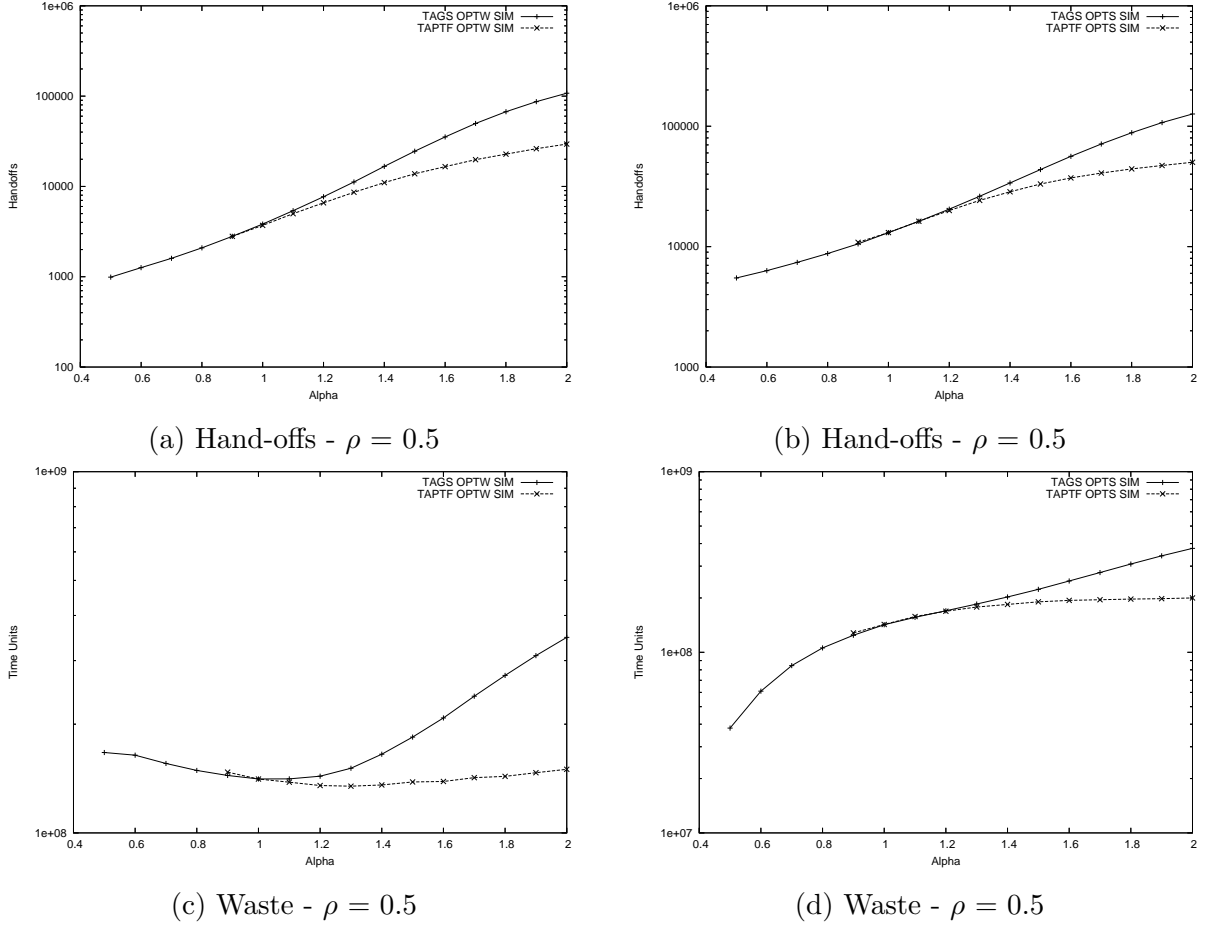 1e+06
100000
10000
1000
100
0.4 0.6 0.8 1 1.2 1.4 1.6 1.8 2
Handoffs
Alpha
TAGS OPTW SIM
TAPTF OPTW SIM
(a) Hand-offs - ρ = 0.5
1e+06
100000
10000
1000
0.4 0.6 0.8 1 1.2 1.4 1.6 1.8 2
Handoffs
Alpha
TAGS OPTS SIM
TAPTF OPTS SIM
(b) Hand-offs - ρ = 0.5
1e+09
1e+08
0.4 0.6 0.8 1 1.2 1.4 1.6 1.8 2
Time Units
Alpha
TAGS OPTW SIM
TAPTF OPTW SIM
(c) Waste - ρ = 0.5
1e+09
1e+08
1e+07
0.4 0.6 0.8 1 1.2 1.4 1.6 1.8 2
Time Units
Alpha
TAGS OPTS SIM
TAPTF OPTS SIM
(d) Waste - ρ = 0.5